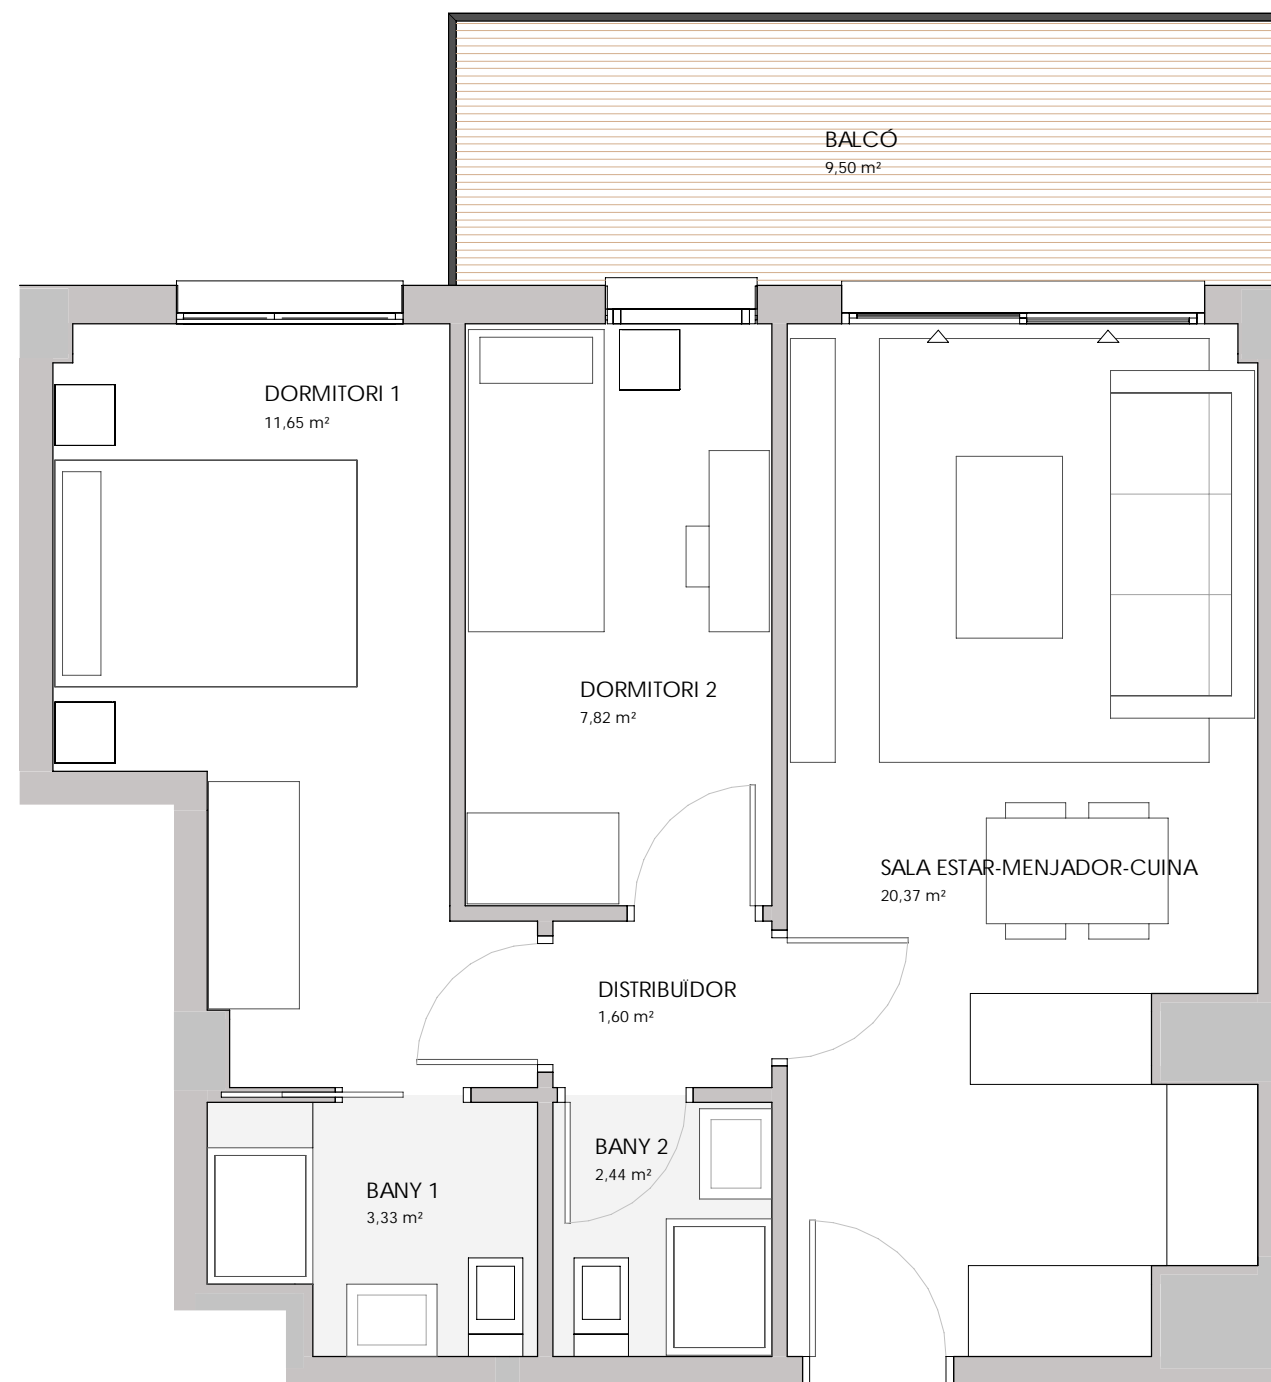 BALCÓ
9,50 m²
DORMITORI 1
11,65 m²
DORMITORI 2
7,82 m²
SALA ESTAR-MENJADOR-CUINA
20,37 m²
DISTRIBUÏDOR
1,60 m²
BANY 2
2,44 m²
BANY 1
3,33 m²